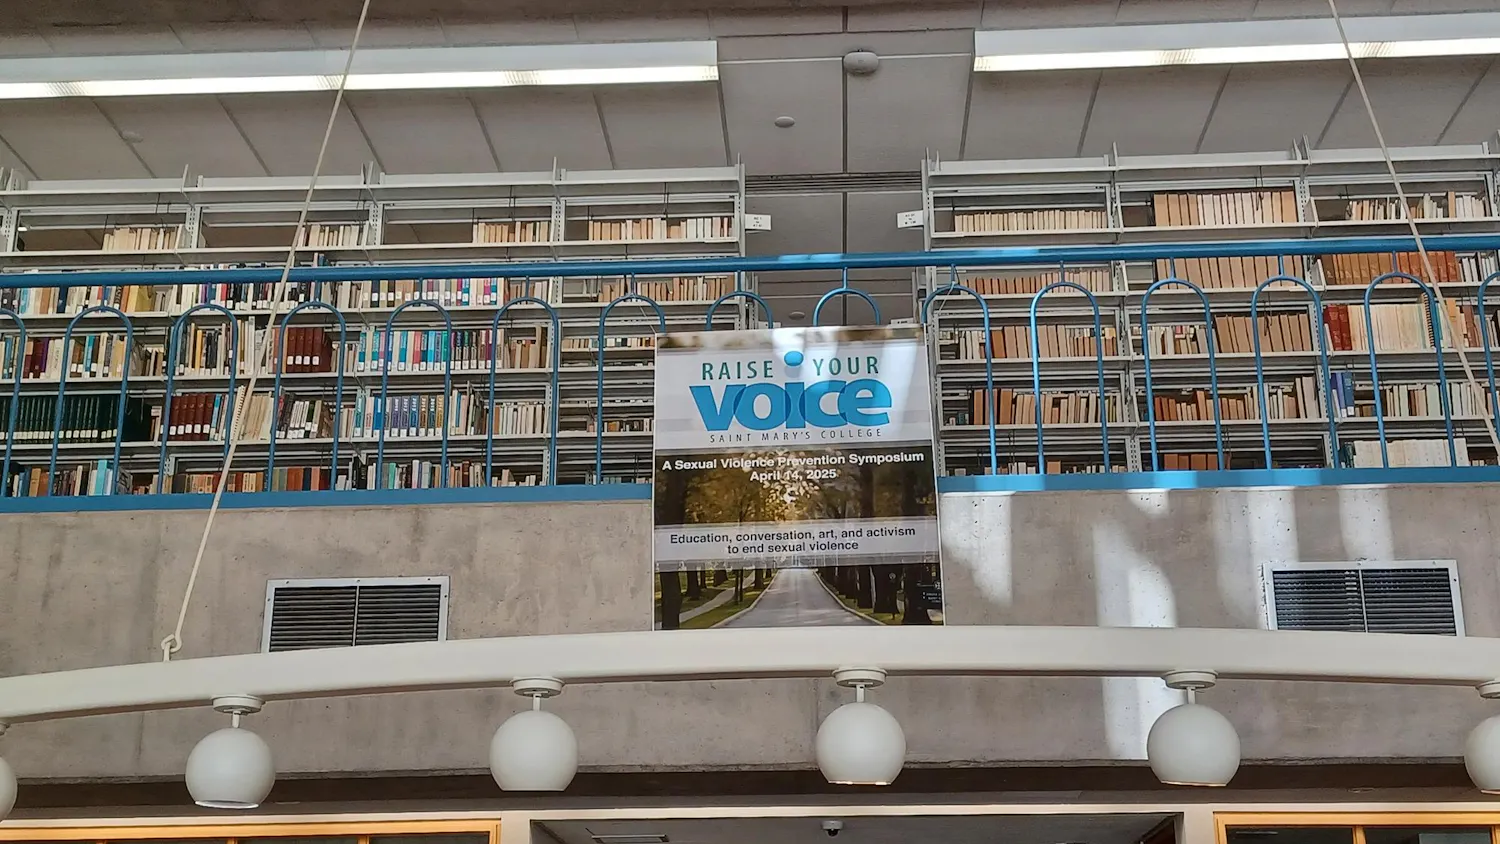 RAISE YOUR
VOICE
SAINT MARY'S COLLEGE
A Sexual Violence Prevention Symposium
April 14, 2025
Education, conversation, art, and activism
to end sexual violence